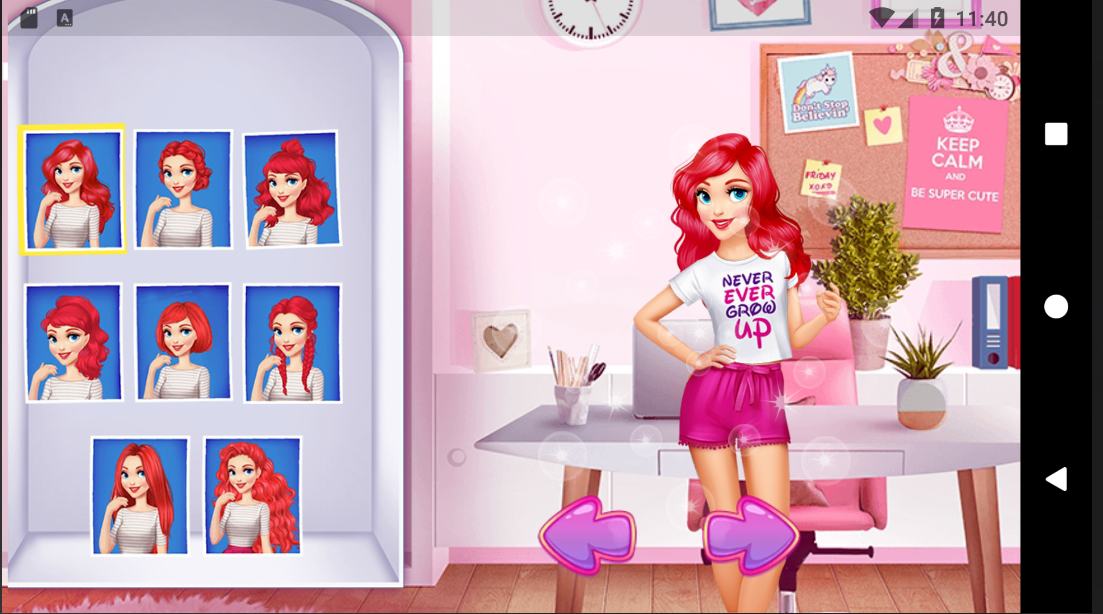 A
11:40
Don't Stop
Believin'
&
KEEP
CALM
AND
BE SUPER CUTE
FRIDAY
XOXO
NEVER
EVER
GROW
UP